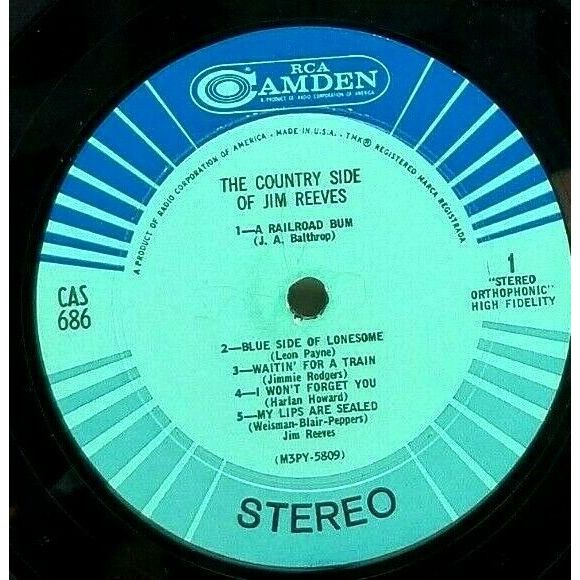 RCA
CAMDEN
A PRODUCT OF RADIO CORPORATION OF AMERICA
A PRODUCT OF RADIO CORPORATION OF AMERICA - MADE IN U.S.A. - TMK® REGISTERED MARCA REGISTRADA
THE COUNTRY SIDE
OF JIM REEVES
1—A RAILROAD BUM
(J. A. Balthrop)
CAS
686
1
"STEREO
ORTHOPHONIC"
HIGH FIDELITY
2—BLUE SIDE OF LONESOME
(Leon Payne)
3—WAITIN' FOR A TRAIN
(Jimmie Rodgers)
4—I WON'T FORGET YOU
(Harlan Howard)
5—MY LIPS ARE SEALED
(Weisman-Blair-Peppers)
Jim Reeves
(M3PY-5809)
STEREO